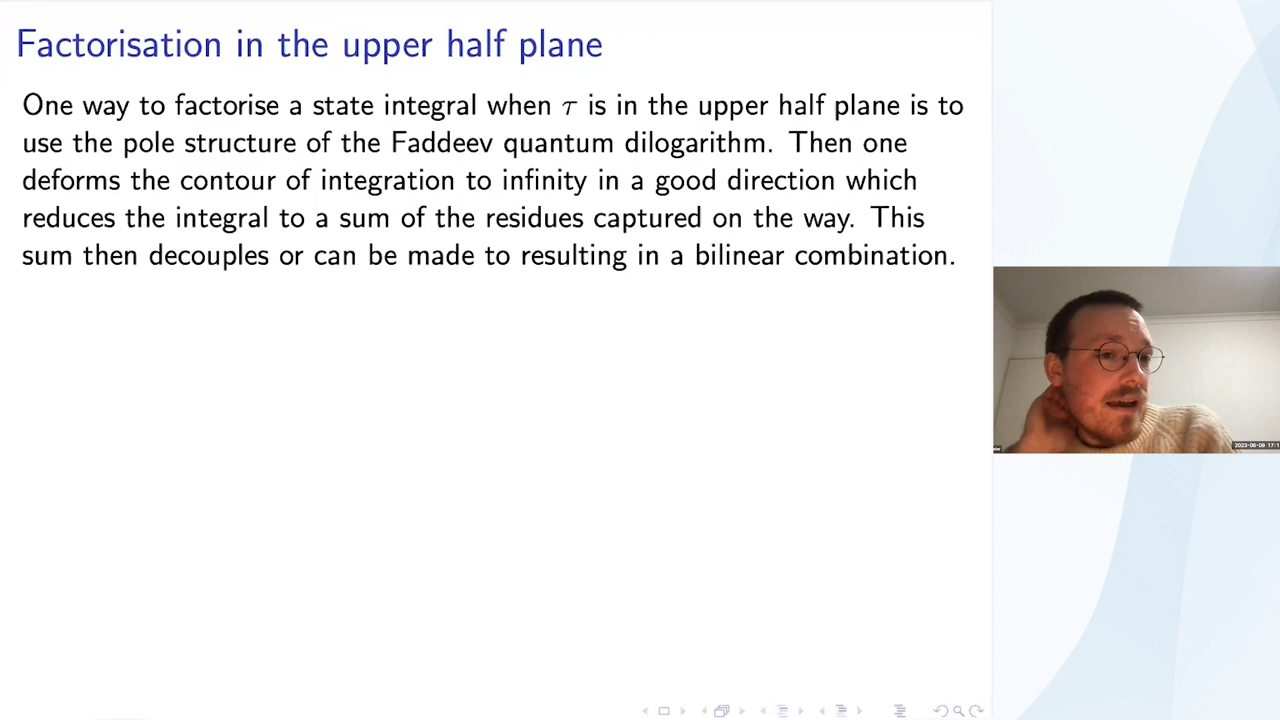 Factorisation in the upper half plane
One way to factorise a state integral when τ is in the upper half plane is to
use the pole structure of the Faddeev quantum dilogarithm. Then one
deforms the contour of integration to infinity in a good direction which
reduces the integral to a sum of the residues captured on the way. This
sum then decouples or can be made to resulting in a bilinear combination.